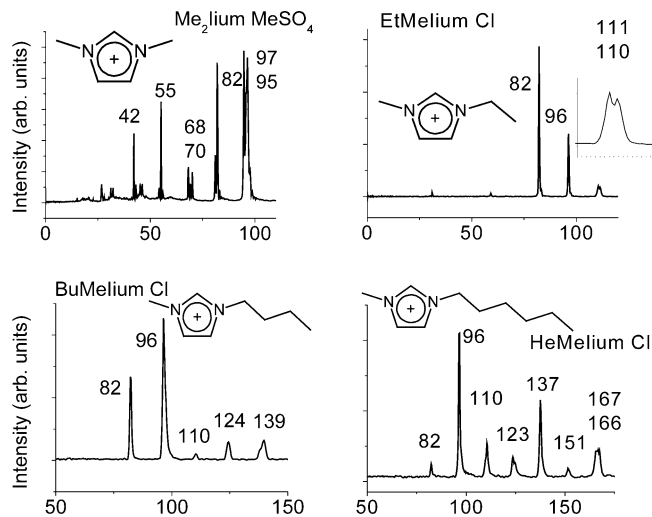 Me₂lium MeSO₄
N
N
+
42
55
68
70
82
97
95
Intensity (arb. units)
0
50
100
EtMelium Cl
N
N
+
82
96
111
110
0
50
100
BuMelium Cl
N
N
+
82
96
110
124
139
Intensity (arb. units)
50
100
150
N
N
+
HeMelium Cl
82
96
110
123
137
151
167
166
50
100
150